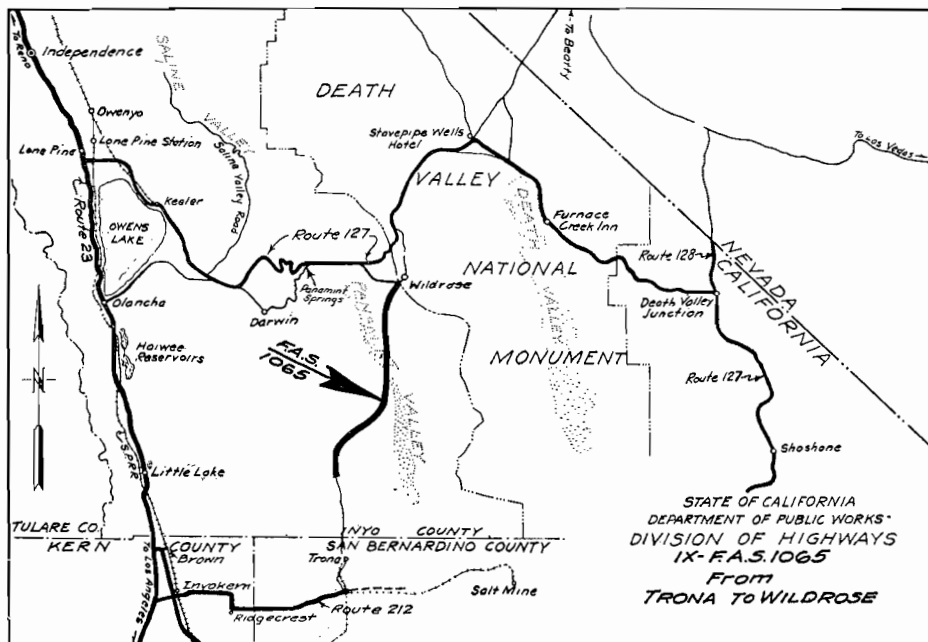 To Reno
Independence
SALINE
VALLEY
Saline Valley Road
DEATH
To Beatty
Owenyo
Lone Pine Station
Lone Pine
Stovepipe Wells
Hotel
To Las Vegas
VALLEY
Route 23
Keeler
OWENS
LAKE
Route 127
DEATH VALLEY
Furnace
Creek Inn
NATIONAL
Route 128
NEVADA
CALIFORNIA
Wildrose
Panamint
Springs
Olancha
Darwin
Death Valley
Junction
PANAMINT
VALLEY
Haiwee
Reservoirs
F.A.S.
1065
MONUMENT
N
Route 127
S.P.R.R.
Little Lake
Shoshone
STATE OF CALIFORNIA
DEPARTMENT OF PUBLIC WORKS
DIVISION OF HIGHWAYS
IX-F.A.S.1065
From
TRONA TO WILDROSE
TULARE CO.
KERN COUNTY
INYO COUNTY
SAN BERNARDINO COUNTY
To Los Angeles
Brown
Trona
Inyokern
Ridgecrest
Route 212
Salt Mine